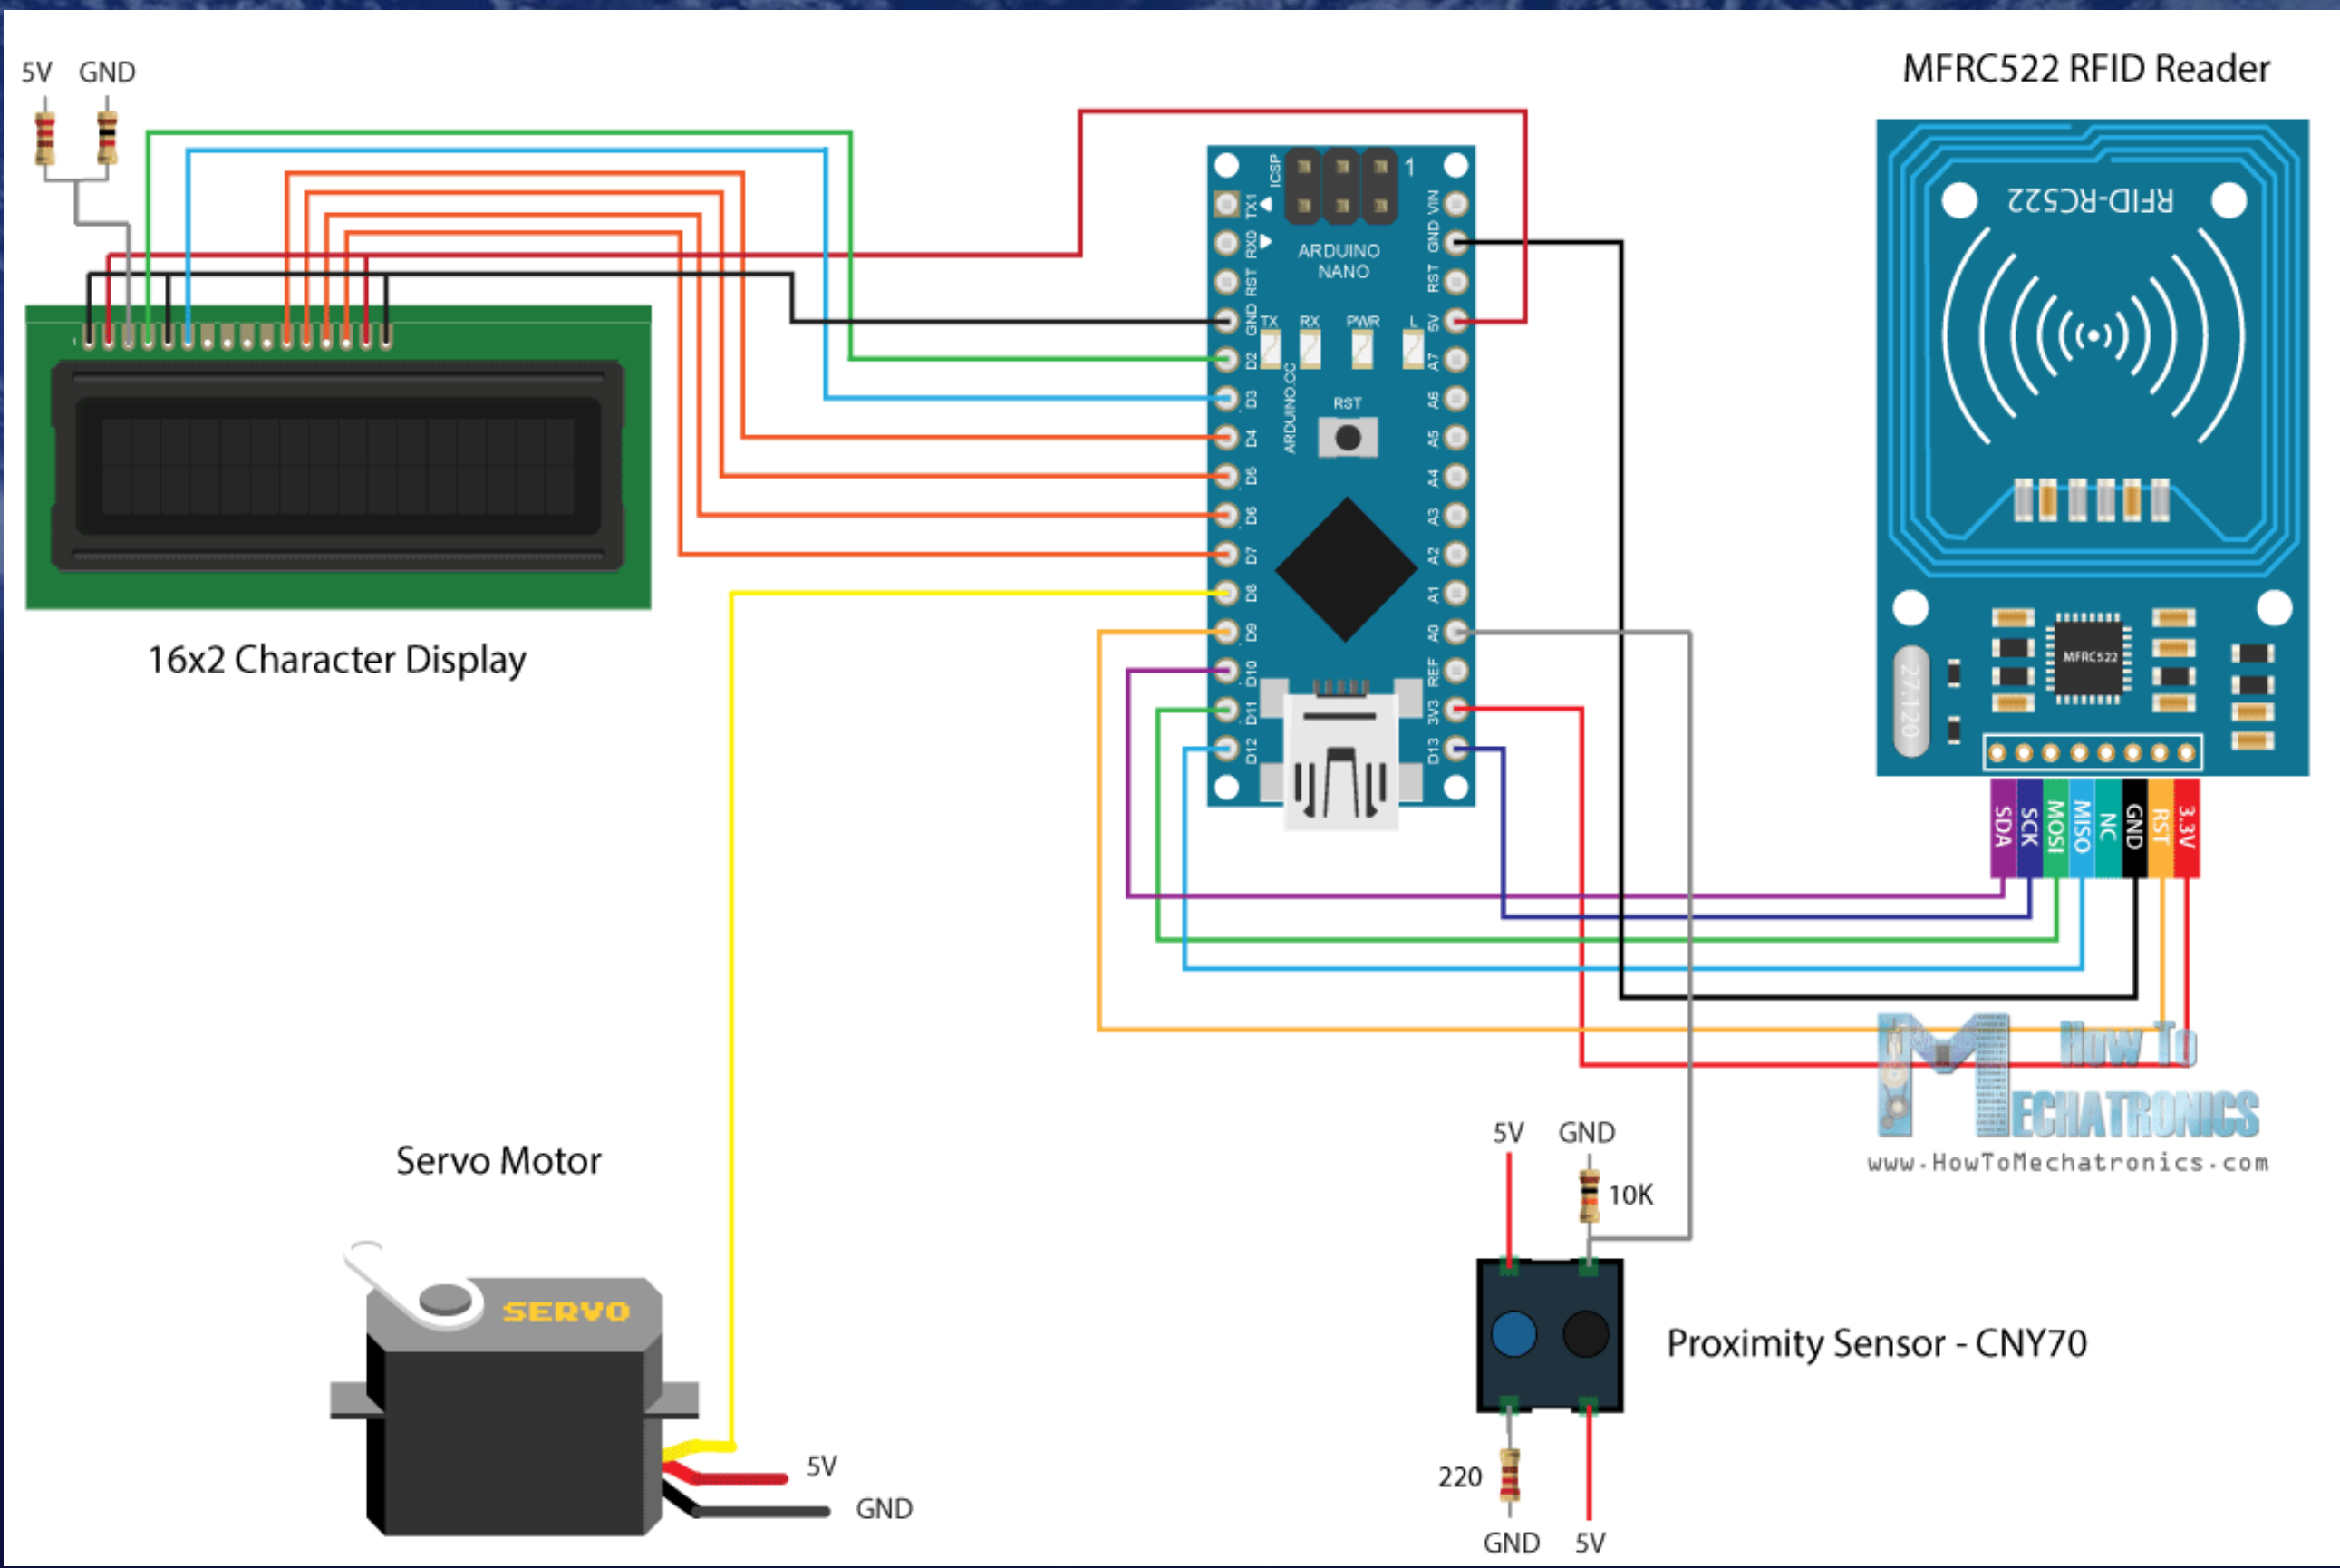 5V GND
16x2 Character Display
1
ICSP
1
ARDUINO
NANO
TX1
RX0
RST
GND
D2
D3
D4
D5
D6
D7
D8
D9
D10
D11
D12
VIN
GND
RST
5V
A7
A6
A5
A4
A3
A2
A1
A0
REF
3V3
D13
TX RX PWR L
ARDUINO.CC
RST
MFRC522 RFID Reader
RFID-RC522
MFRC522
27.120
SDA
SCK
MOSI
MISO
NC
GND
RST
3.3V
How To
MECHATRONICS
www.HowToMechatronics.com
Servo Motor
SERVO
5V
GND
5V GND
10K
Proximity Sensor - CNY70
220
GND 5V